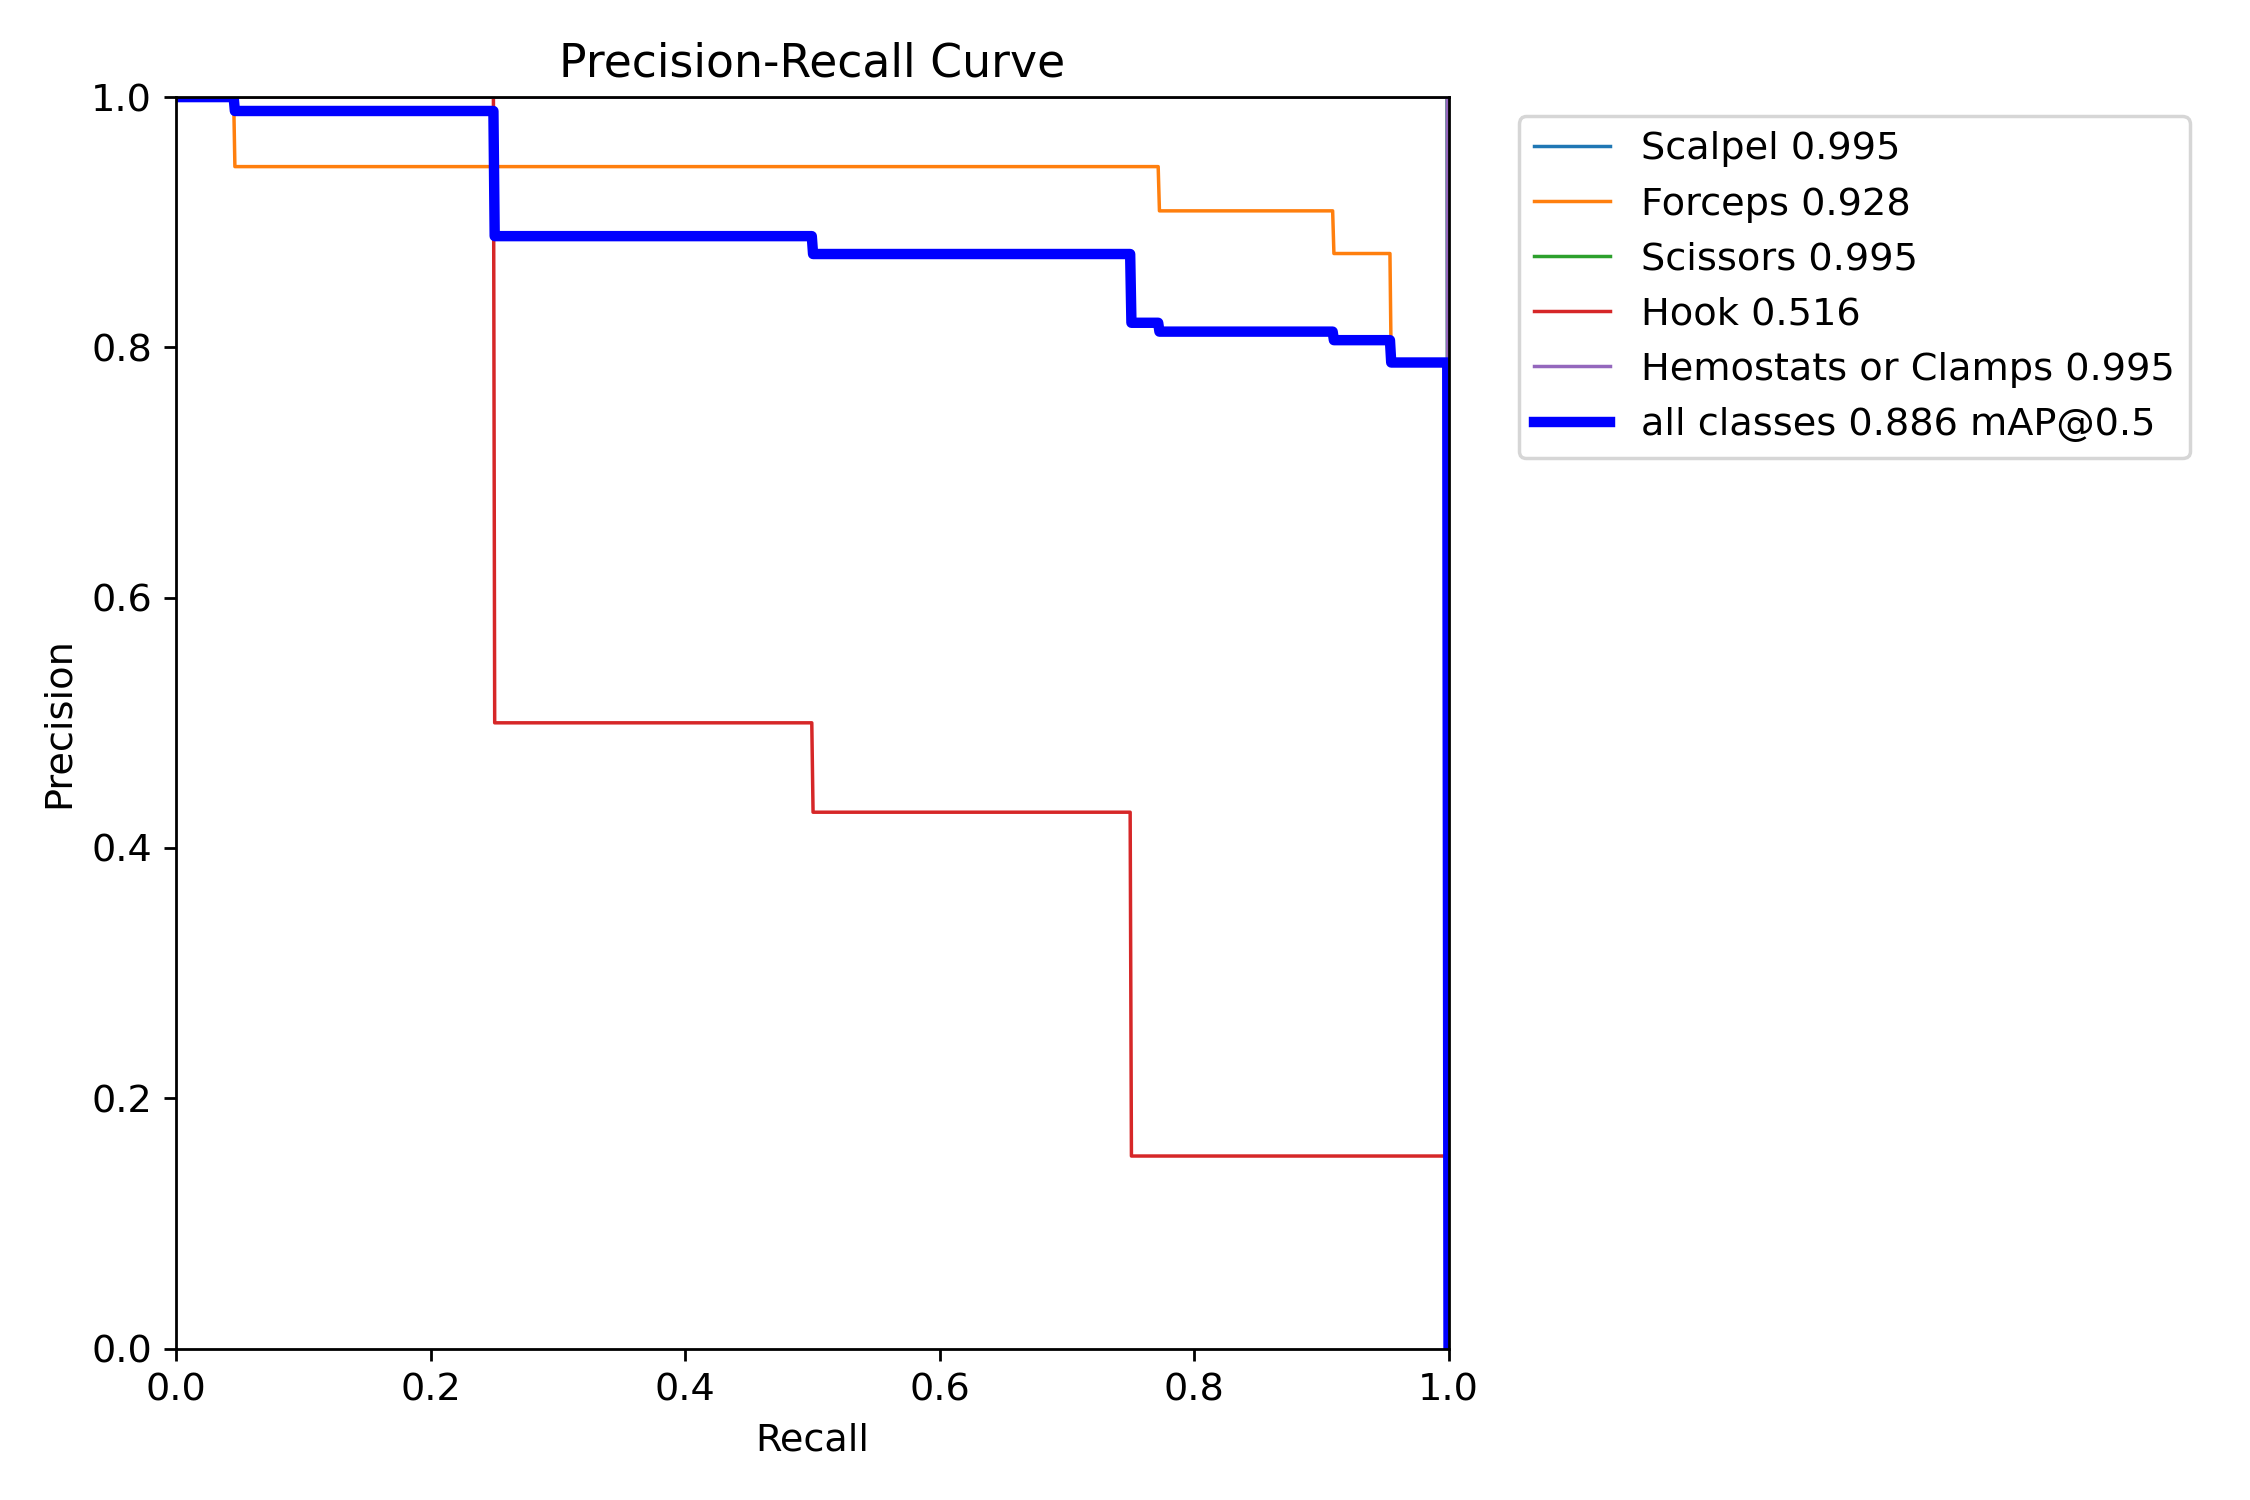 Precision-Recall Curve
1.0
0.8
0.6
0.4
0.2
0.0
Precision
0.0 0.2 0.4 0.6 0.8 1.0
Recall
Scalpel 0.995
Forceps 0.928
Scissors 0.995
Hook 0.516
Hemostats or Clamps 0.995
all classes 0.886 mAP@0.5